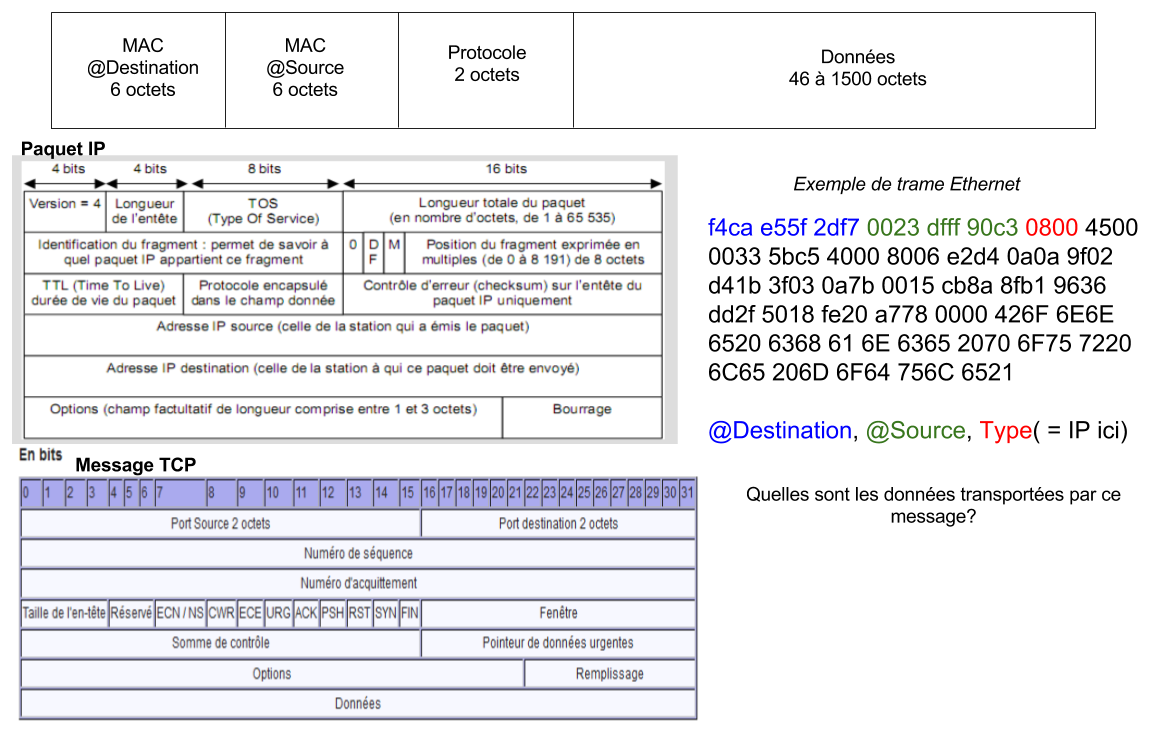 MAC
@Destination
6 octets
MAC
@Source
6 octets
Protocole
2 octets
Données
46 à 1500 octets
Paquet IP
4 bits
4 bits
8 bits
16 bits
Version = 4
Longueur
de l'entête
TOS
(Type Of Service)
Longueur totale du paquet
(en nombre d'octets, de 1 à 65 535)
Identification du fragment : permet de savoir à
quel paquet IP appartient ce fragment
0
D
F
M
Position du fragment exprimée en
multiples (de 0 à 8 191) de 8 octets
TTL (Time To Live)
durée de vie du paquet
Protocole encapsulé
dans le champ donnée
Contrôle d'erreur (checksum) sur l'entête du
paquet IP uniquement
Adresse IP source (celle de la station qui a émis le paquet)
Adresse IP destination (celle de la station à qui ce paquet doit être envoyé)
Options (champ factultatif de longueur comprise entre 1 et 3 octets)
Bourrage
Exemple de trame Ethernet
f4ca e55f 2df7 0023 dfff 90c3 0800 4500
0033 5bc5 4000 8006 e2d4 0a0a 9f02
d41b 3f03 0a7b 0015 cb8a 8fb1 9636
dd2f 5018 fe20 a778 0000 426F 6E6E
6520 6368 61 6E 6365 2070 6F75 7220
6C65 206D 6F64 756C 6521
@Destination, @Source, Type( = IP ici)
Quelles sont les données transportées par ce
message?
En bits
Message TCP
0 1 2 3 4 5 6 7 8 9 10 11 12 13 14 15 16 17 18 19 20 21 22 23 24 25 26 27 28 29 30 31
Port Source 2 octets
Port destination 2 octets
Numéro de séquence
Numéro d'acquittement
Taille de l'en-tête
Réservé
ECN / NS
CWR
ECE
URG
ACK
PSH
RST
SYN
FIN
Fenêtre
Somme de contrôle
Pointeur de données urgentes
Options
Remplissage
Données